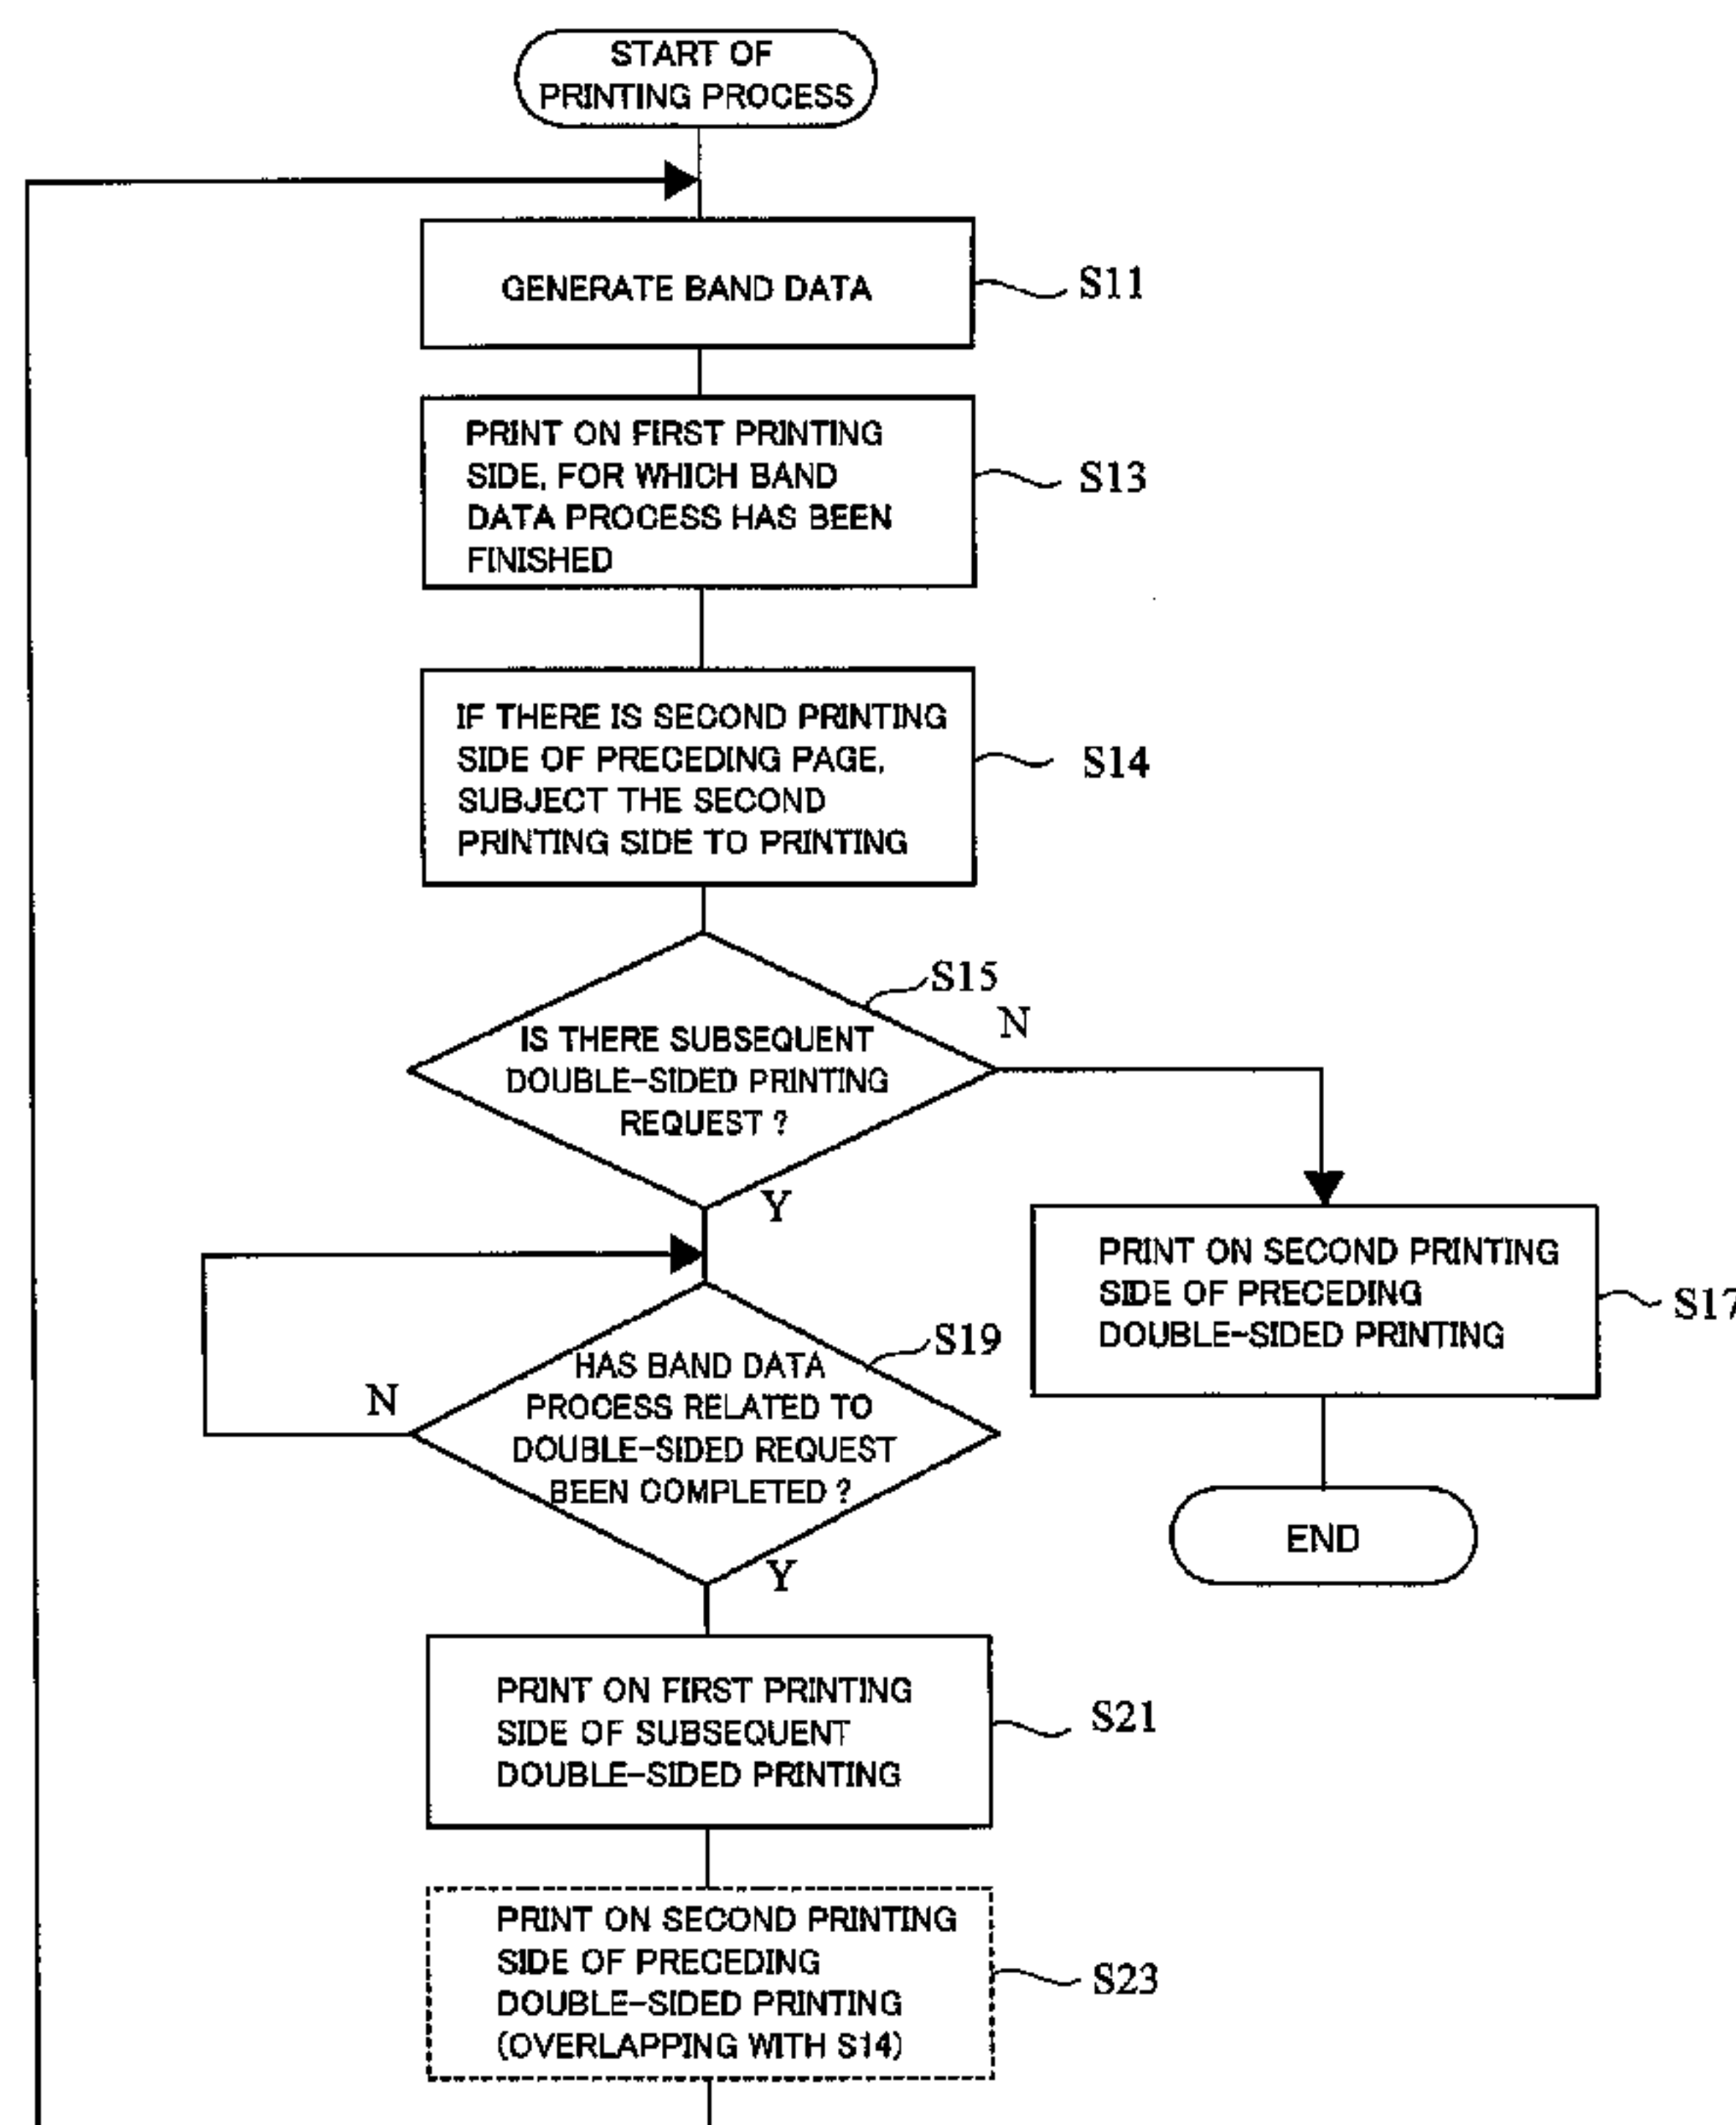 START OF
PRINTING PROCESS
GENERATE BAND DATA
S11
PRINT ON FIRST PRINTING
SIDE, FOR WHICH BAND
DATA PROCESS HAS BEEN
FINISHED
S13
IF THERE IS SECOND PRINTING
SIDE OF PRECEDING PAGE,
SUBJECT THE SECOND
PRINTING SIDE TO PRINTING
S14
S15
IS THERE SUBSEQUENT
DOUBLE-SIDED PRINTING
REQUEST ?
N
Y
PRINT ON SECOND PRINTING
SIDE OF PRECEDING
DOUBLE-SIDED PRINTING
S17
S19
HAS BAND DATA
PROCESS RELATED TO
DOUBLE-SIDED REQUEST
BEEN COMPLETED ?
N
Y
END
PRINT ON FIRST PRINTING
SIDE OF SUBSEQUENT
DOUBLE-SIDED PRINTING
S21
PRINT ON SECOND PRINTING
SIDE OF PRECEDING
DOUBLE-SIDED PRINTING
(OVERLAPPING WITH S14)
S23